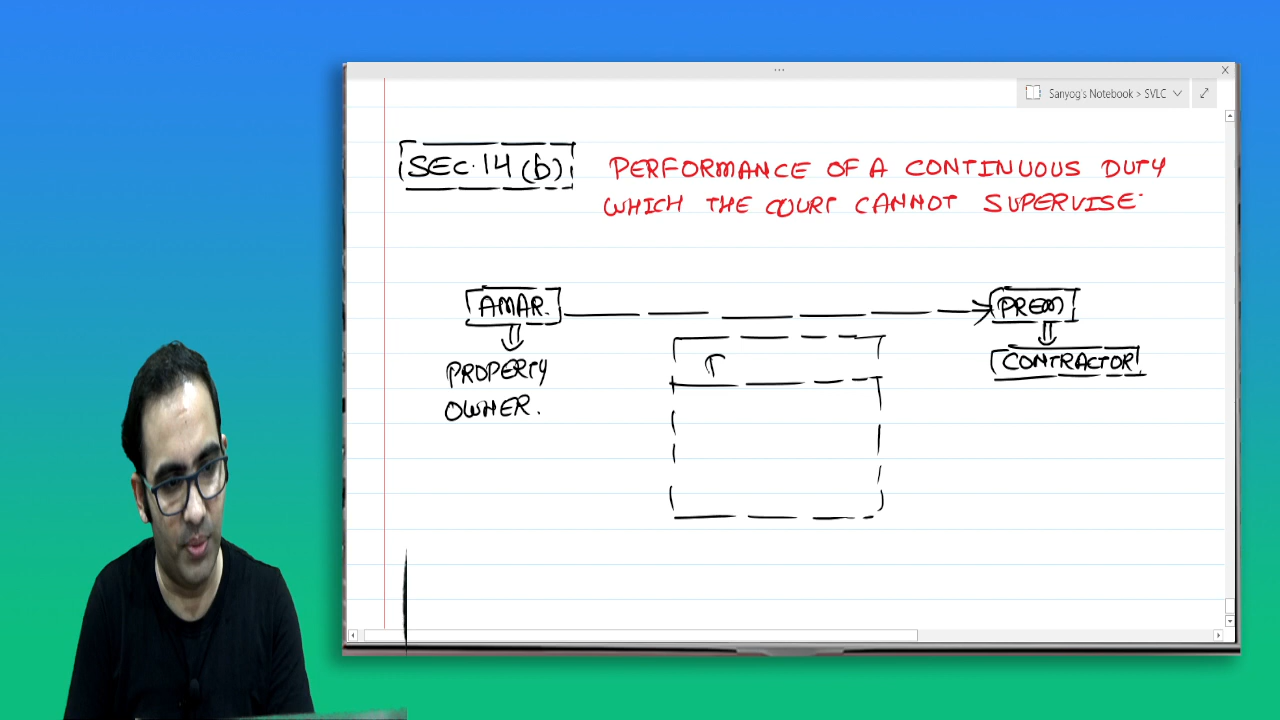 Sanyog's Notebook > SVLC
SEC. 14 (b) PERFORMANCE OF A CONTINUOUS DUTY
WHICH THE COURT CANNOT SUPERVISE.
AMAR. PREM
PROPERTY CONTRACTOR.
OWNER.